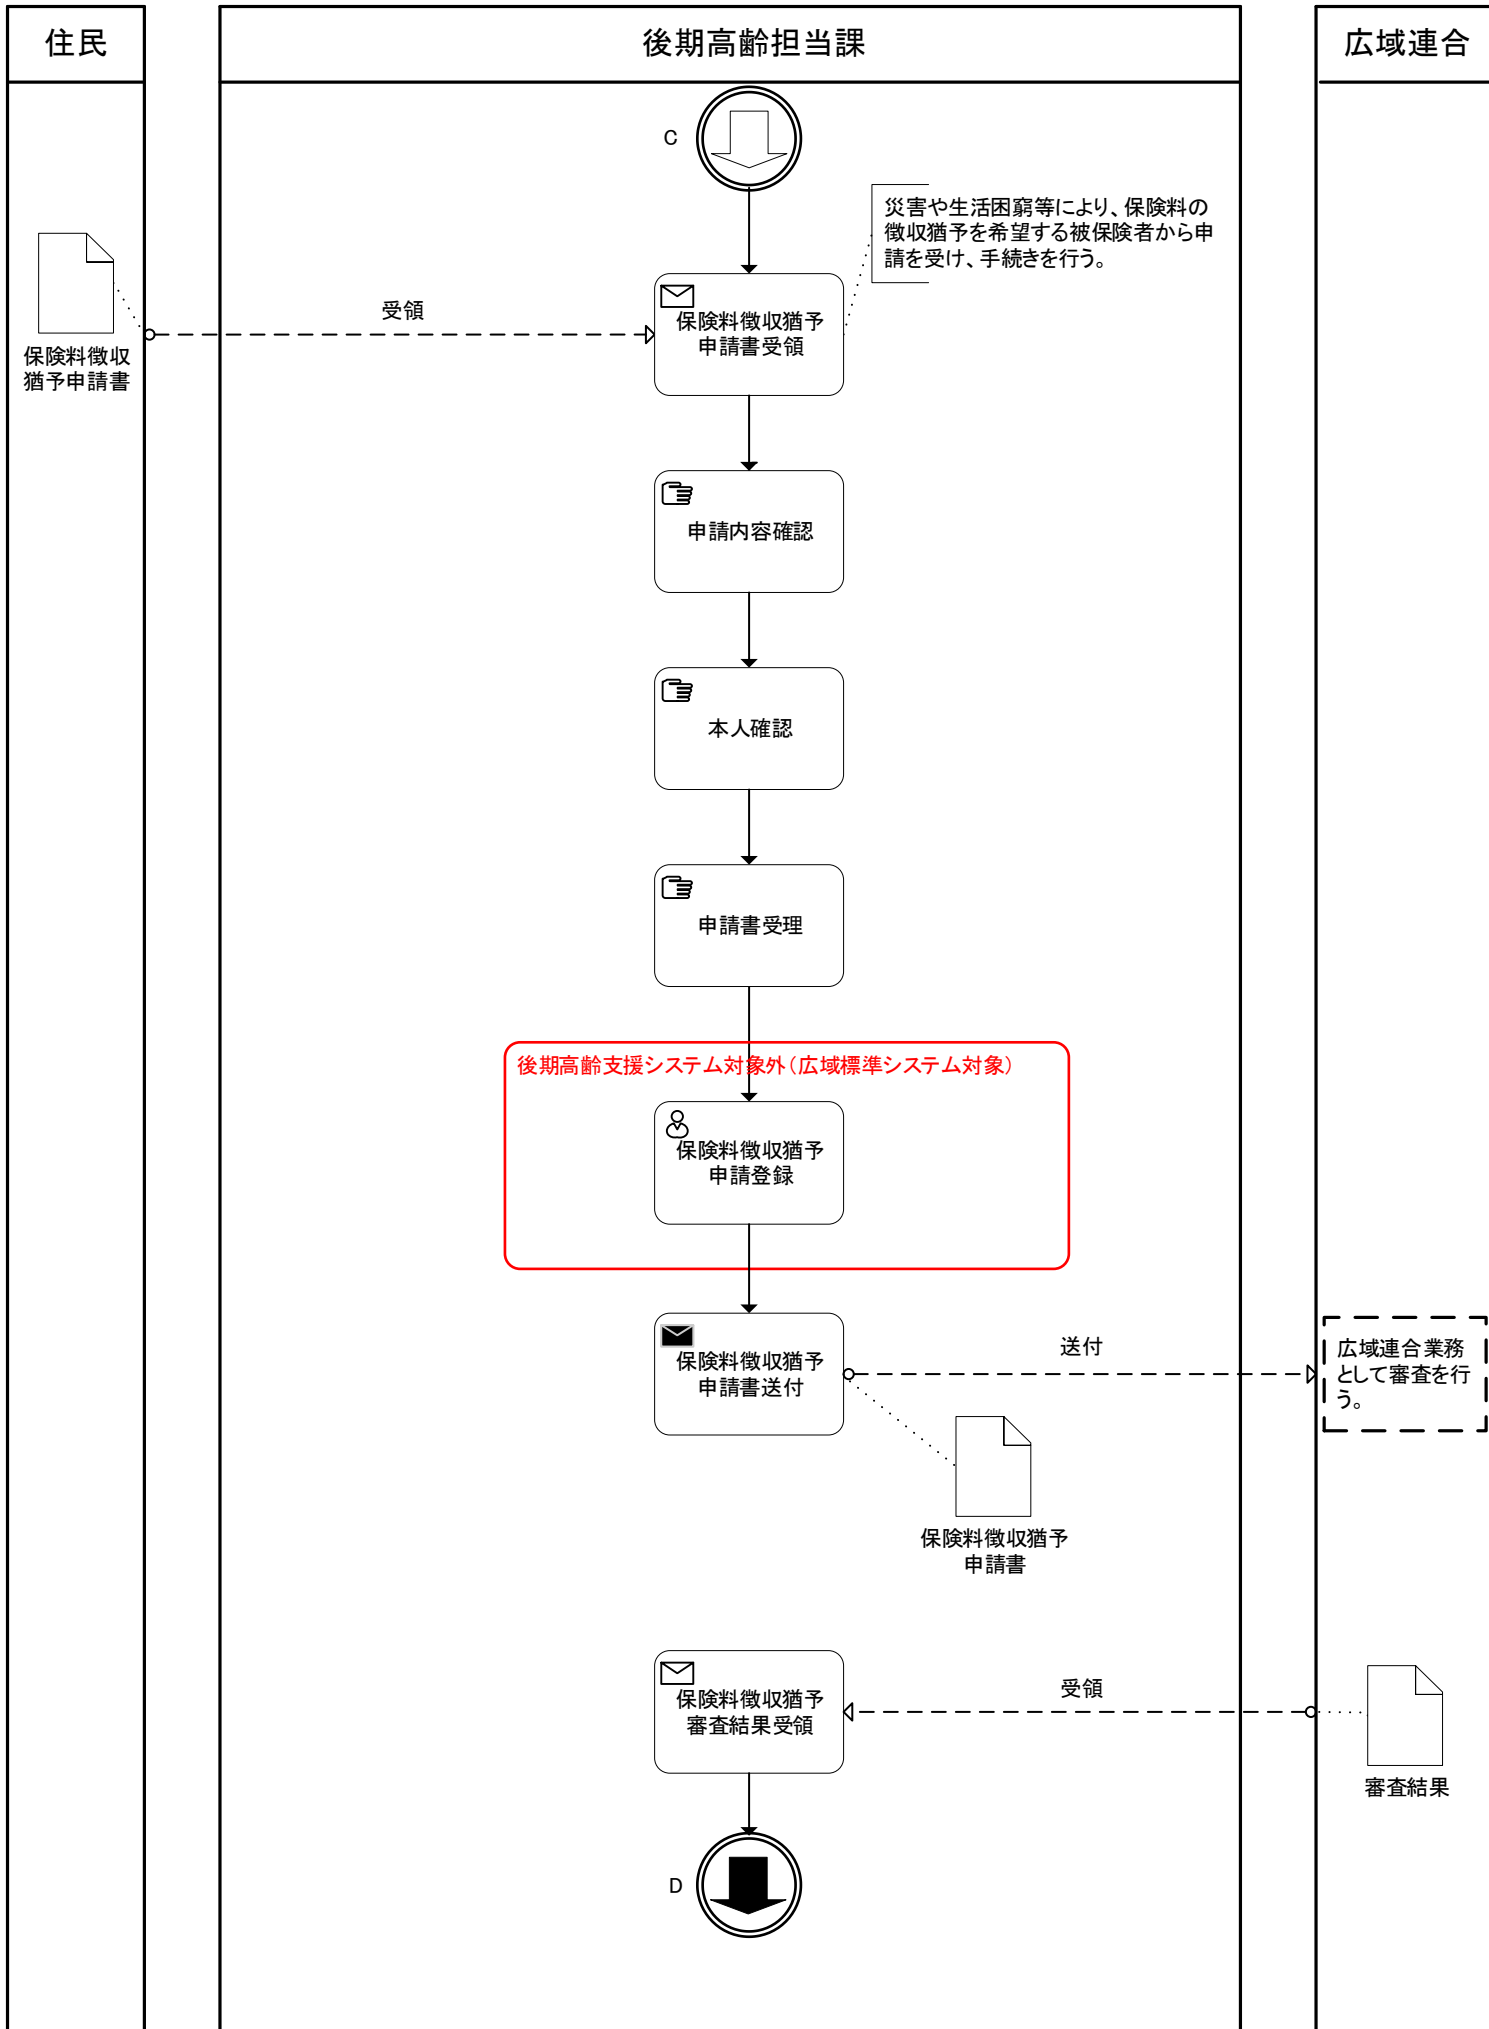 住民
後期高齢担当課
広域連合
C
災害や生活困窮等により、保険料の
徴収猶予を希望する被保険者から申
請を受け、手続きを行う。
受領
保険料徴収
猶予申請書
保険料徴収猶予
申請書受領
申請内容確認
本人確認
申請書受理
後期高齢支援システム対象外（広域標準システム対象）
保険料徴収猶予
申請登録
保険料徴収猶予
申請書送付
送付
広域連合業務
として審査を行
う。
保険料徴収猶予
申請書
保険料徴収猶予
審査結果受領
受領
審査結果
D